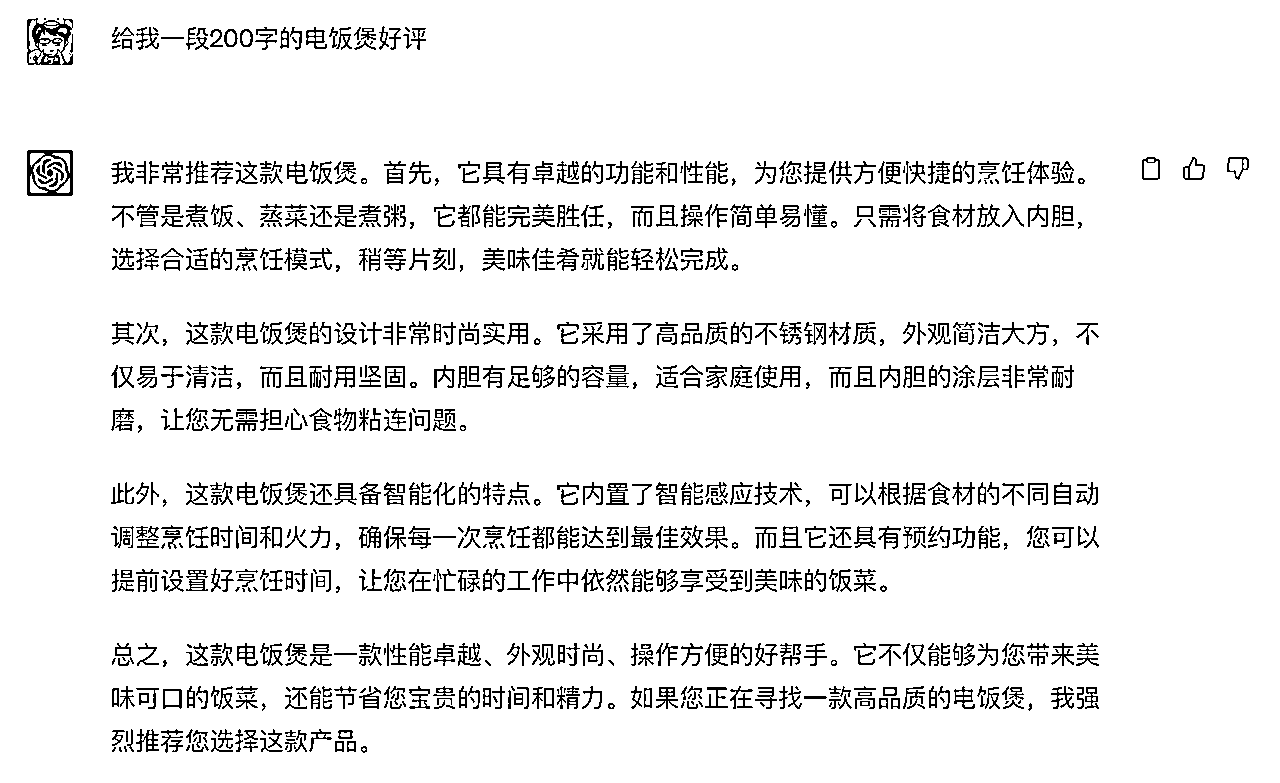 给我一段200字的电饭煲好评
我非常推荐这款电饭煲。首先，它具有卓越的功能和性能，为您提供方便快捷的烹饪体验。
不管是煮饭、蒸菜还是煮粥，它都能完美胜任，而且操作简单易懂。只需将食材放入内胆，
选择合适的烹饪模式，稍等片刻，美味佳肴就能轻松完成。
其次，这款电饭煲的设计非常时尚实用。它采用了高品质的不锈钢材质，外观简洁大方，不
仅易于清洁，而且耐用坚固。内胆有足够的容量，适合家庭使用，而且内胆的涂层非常耐
磨，让您无需担心食物粘连问题。
此外，这款电饭煲还具备智能化的特点。它内置了智能感应技术，可以根据食材的不同自动
调整烹饪时间和火力，确保每一次烹饪都能达到最佳效果。而且它还具有预约功能，您可以
提前设置好烹饪时间，让您在忙碌的工作中依然能够享受到美味的饭菜。
总之，这款电饭煲是一款性能卓越、外观时尚、操作方便的好帮手。它不仅能够为您带来美
味可口的饭菜，还能节省您宝贵的时间和精力。如果您正在寻找一款高品质的电饭煲，我强
烈推荐您选择这款产品。